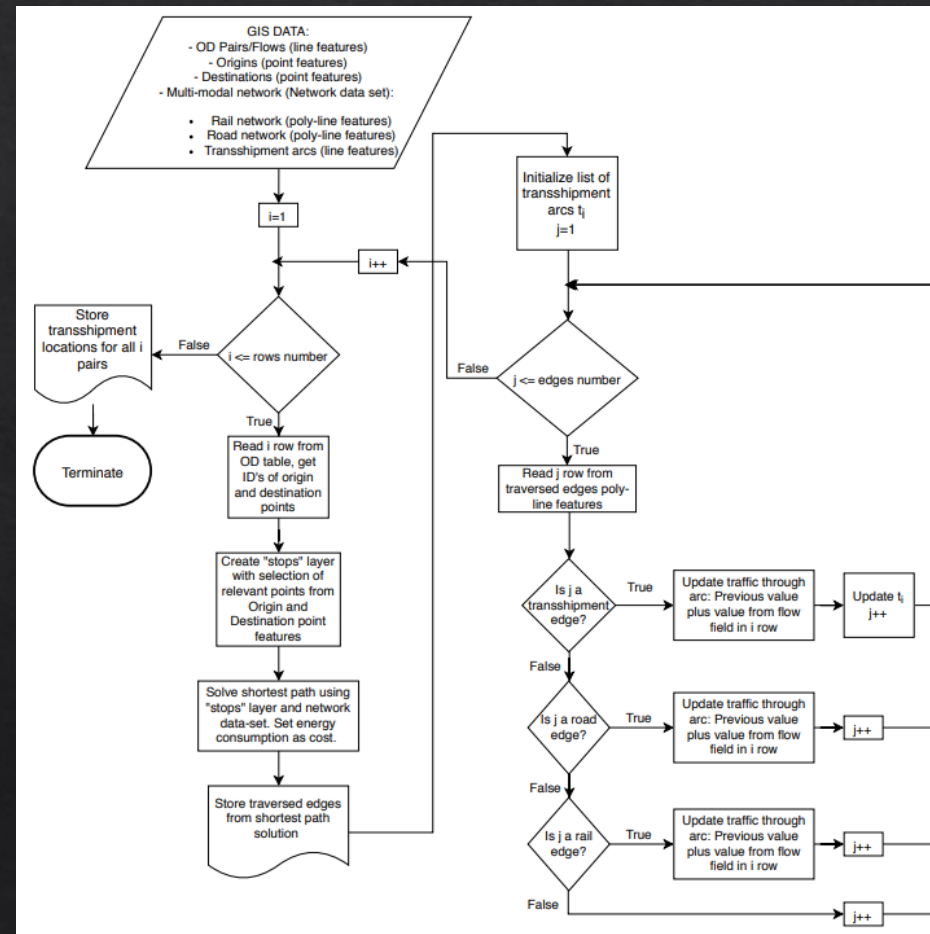 GIS DATA:
- OD Pairs/Flows (line features)
- Origins (point features)
- Destinations (point features)
- Multi-modal network (Network data set):
• Rail network (poly-line features)
• Road network (poly-line features)
• Transshipment arcs (line features)
i=1
i++
i <= rows number
False
Store
transshipment
locations for all i
pairs
Terminate
True
Read i row from
OD table, get
ID's of origin
and destination
points
Create "stops" layer
with selection of
relevant points from
Origin and
Destination point
features
Solve shortest path using
"stops" layer and network
data-set. Set energy
consumption as cost.
Store traversed edges
from shortest path
solution
Initialize list of
transshipment
arcs ti
j=1
j <= edges number
False
True
Read j row from
traversed edges poly-
line features
Is j a
transshipment
edge?
True
Update traffic through
arc: Previous value
plus value from flow
field in i row
Update ti
j++
False
Is j a road
edge?
True
Update traffic through
arc: Previous value
plus value from flow
field in i row
j++
False
Is j a rail
edge?
True
Update traffic through
arc: Previous value
plus value from flow
field in i row
j++
False
j++